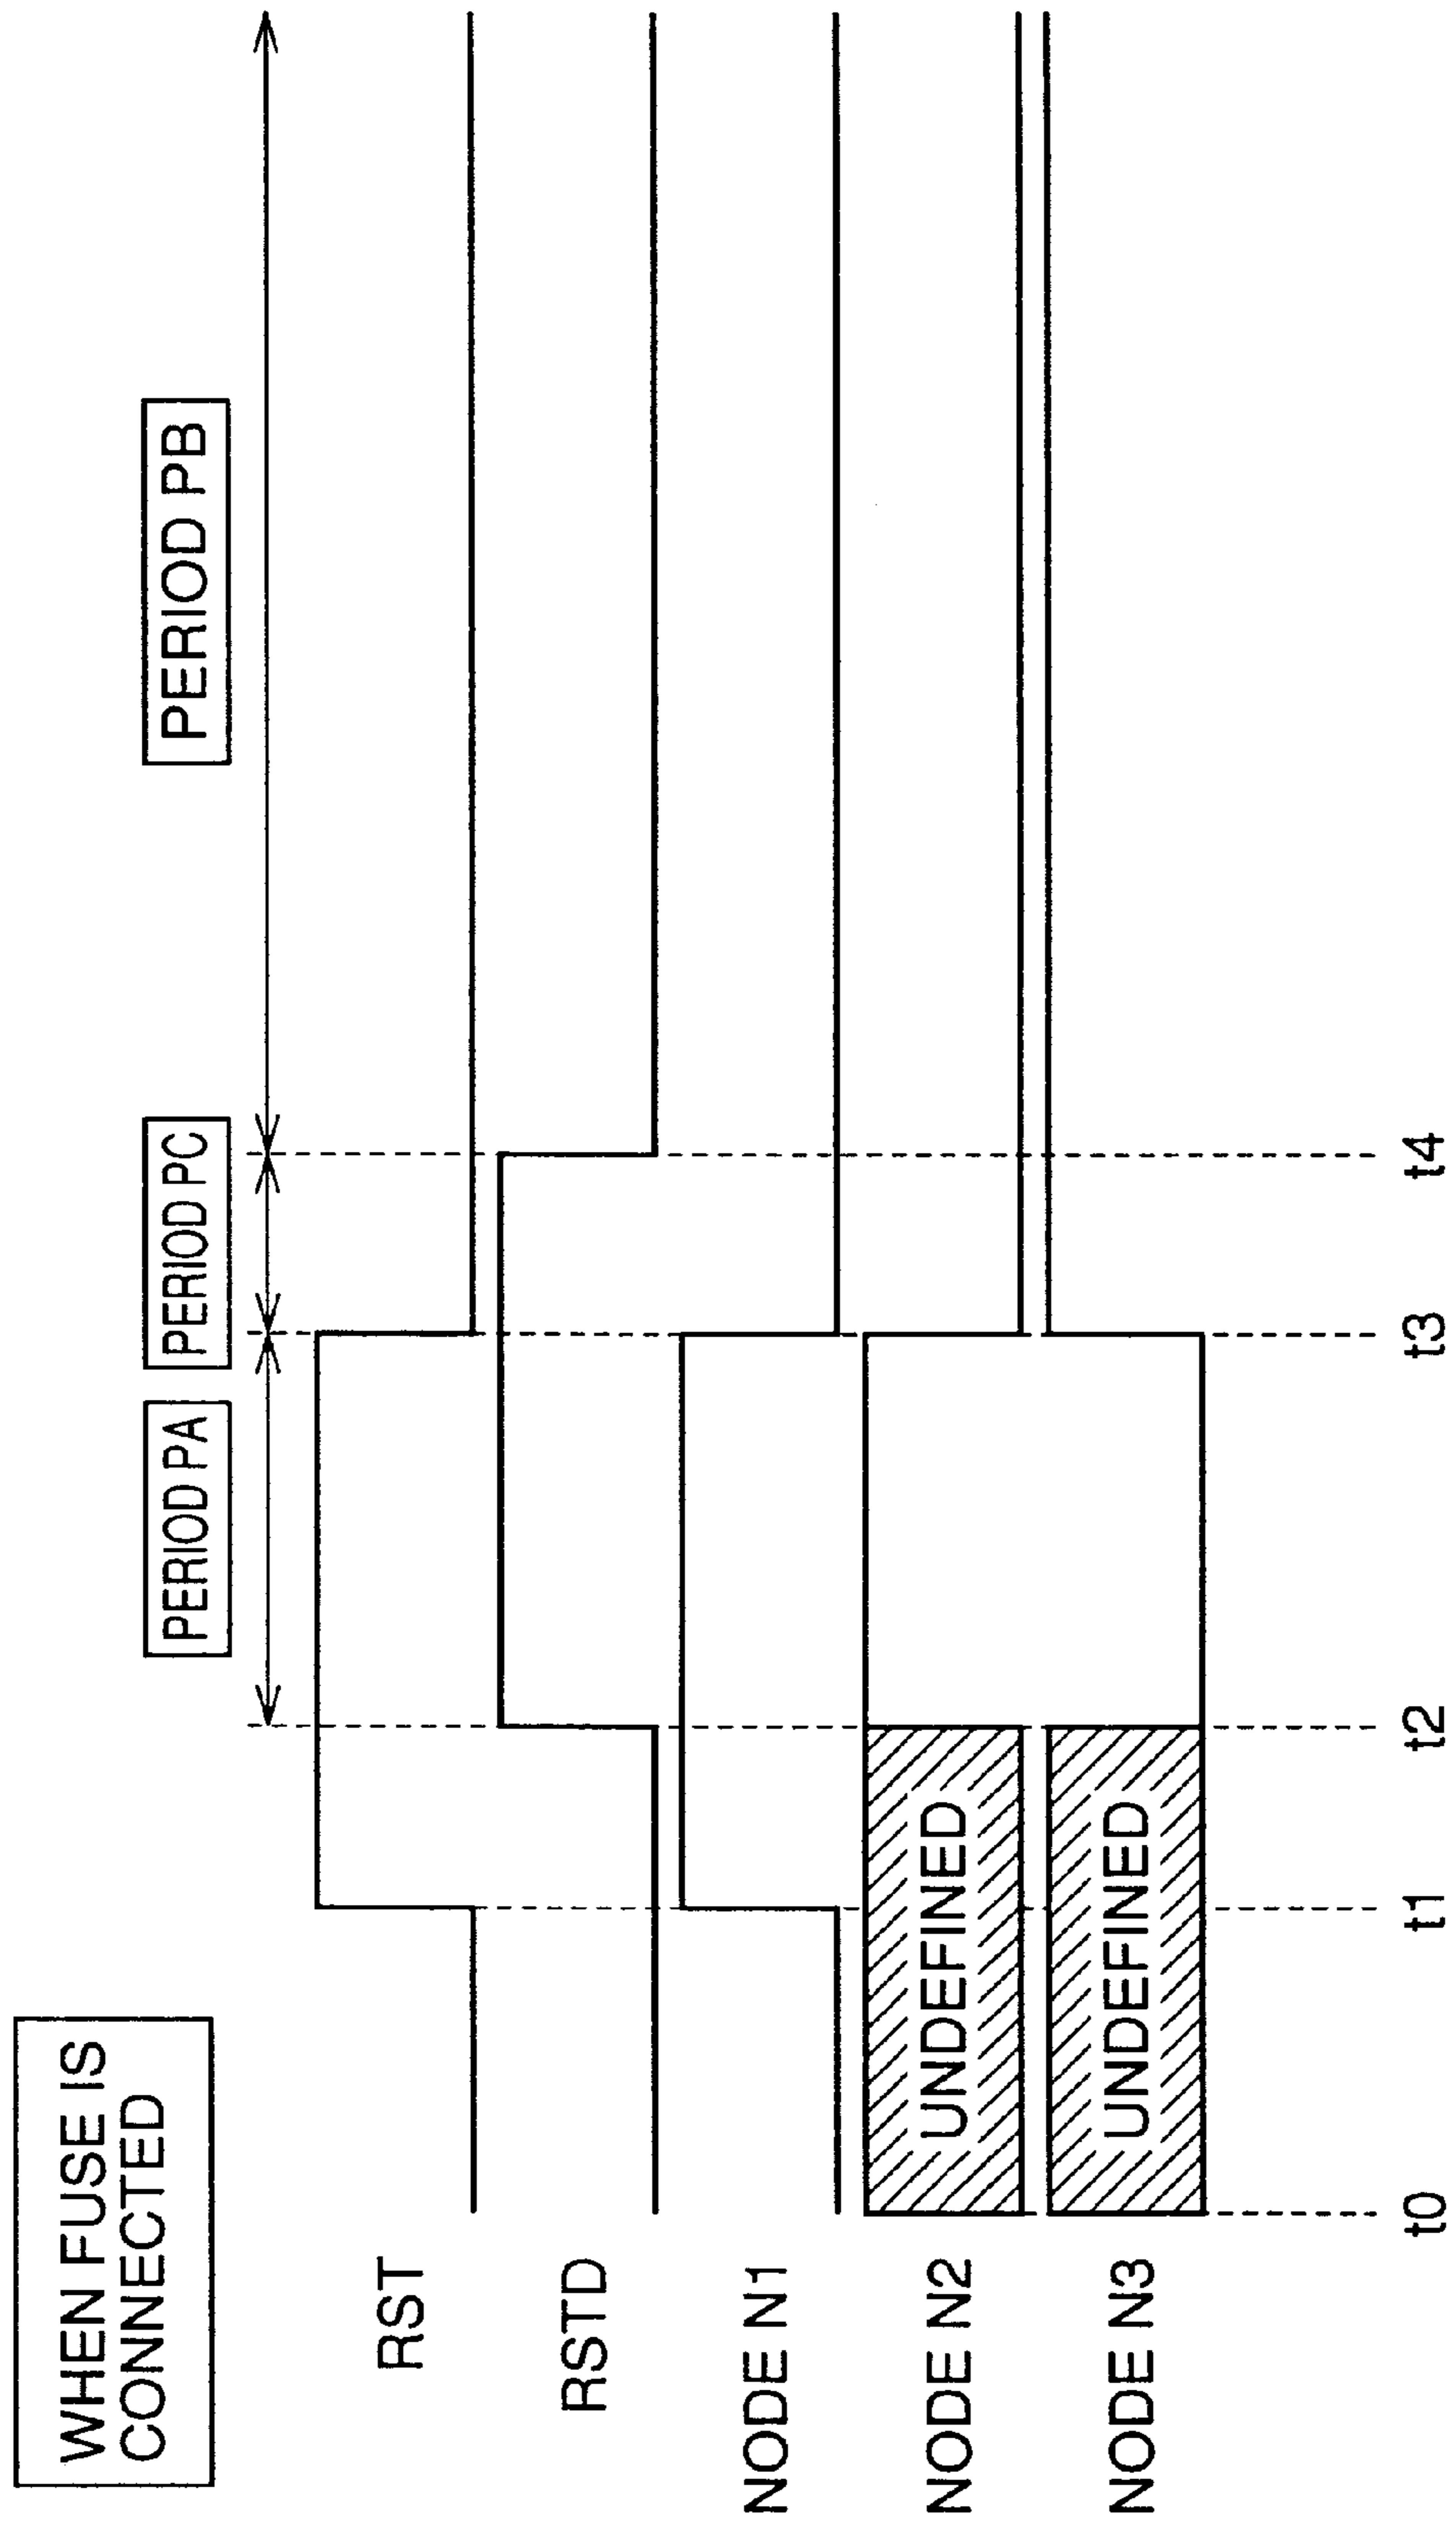 WHEN FUSE IS
CONNECTED
PERIOD PA
PERIOD PC
PERIOD PB
RST
RSTD
NODE N1
NODE N2
UNDEFINED
NODE N3
UNDEFINED
t0
t1
t2
t3
t4